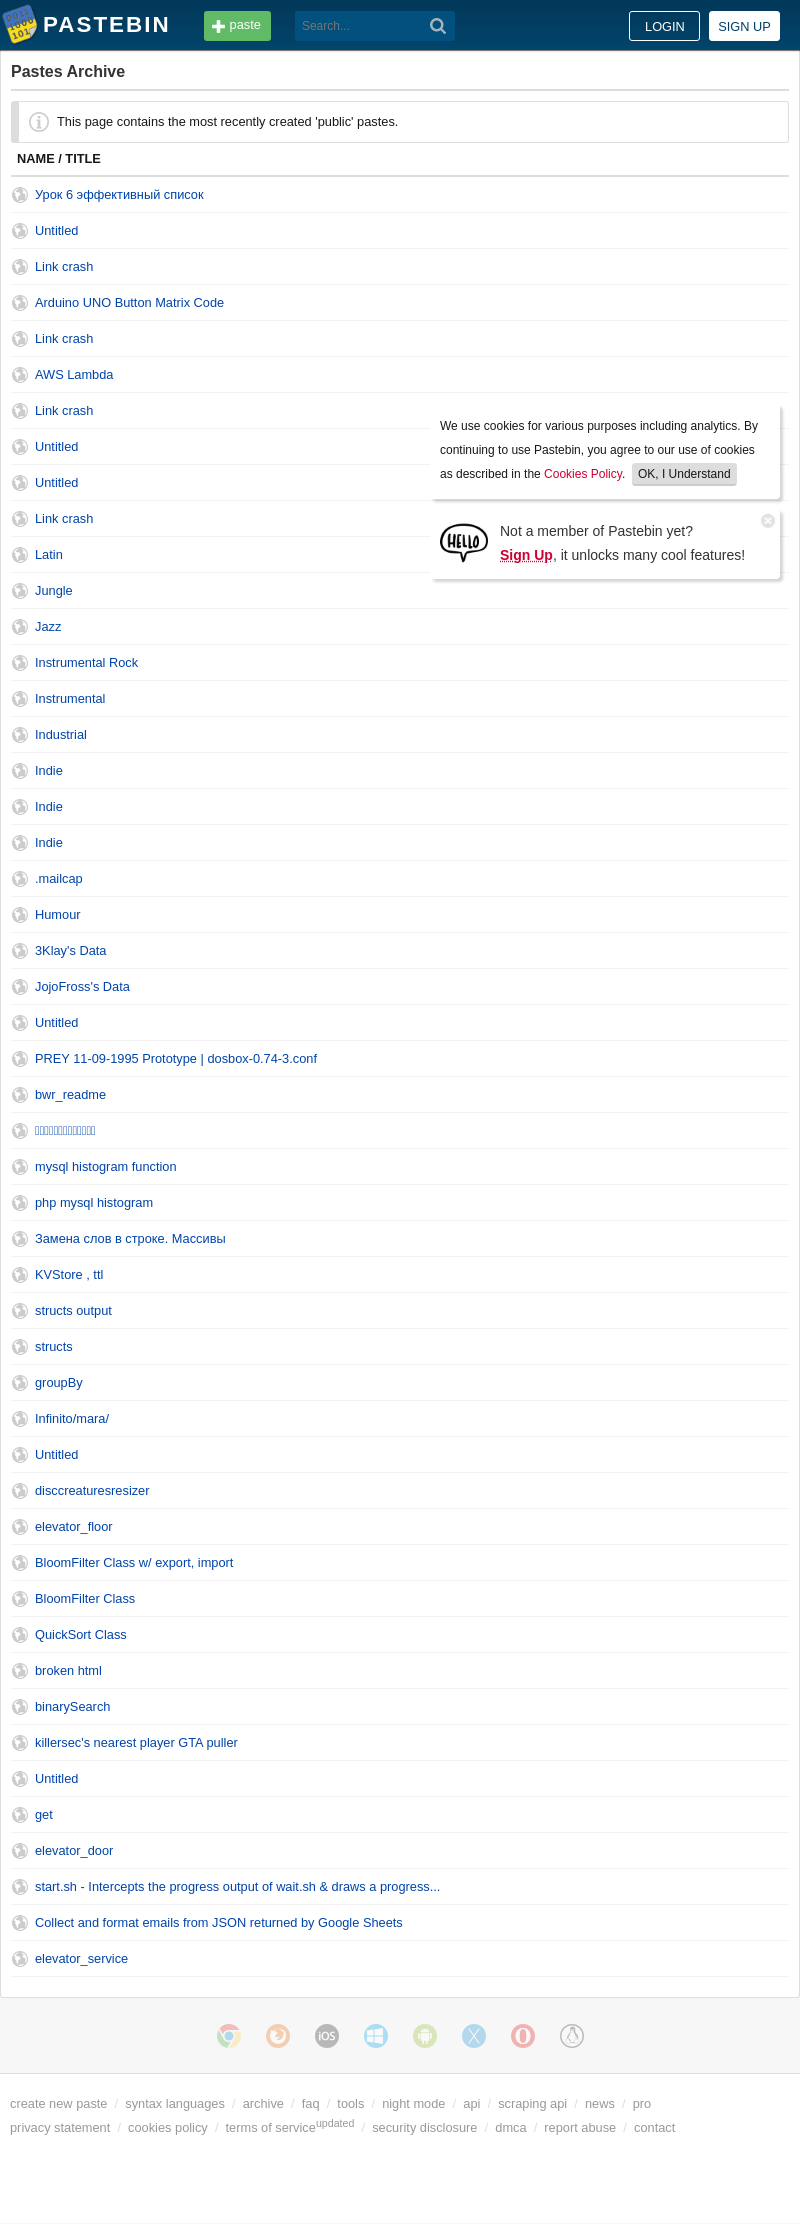 PASTEBIN
paste
Search...
LOGIN
SIGN UP
Pastes Archive
This page contains the most recently created 'public' pastes.
NAME / TITLE
Урок 6 эффективный список
Untitled
Link crash
Arduino UNO Button Matrix Code
Link crash
AWS Lambda
Link crash
Untitled
Untitled
Link crash
Latin
We use cookies for various purposes including analytics. By
continuing to use Pastebin, you agree to our use of cookies
as described in the Cookies Policy. OK, I Understand
HELLO
Not a member of Pastebin yet?
Sign Up, it unlocks many cool features!
Jungle
Jazz
Instrumental Rock
Instrumental
Industrial
Indie
Indie
Indie
.mailcap
Humour
3Klay's Data
JojoFross's Data
Untitled
PREY 11-09-1995 Prototype | dosbox-0.74-3.conf
bwr_readme
mysql histogram function
php mysql histogram
Замена слов в строке. Массивы
KVStore , ttl
structs output
structs
groupBy
Infinito/mara/
Untitled
disccreaturesresizer
elevator_floor
BloomFilter Class w/ export, import
BloomFilter Class
QuickSort Class
broken html
binarySearch
killersec's nearest player GTA puller
Untitled
get
elevator_door
start.sh - Intercepts the progress output of wait.sh & draws a progress...
Collect and format emails from JSON returned by Google Sheets
elevator_service
iOS
create new paste / syntax languages / archive / faq / tools / night mode / api / scraping api / news / pro
privacy statement / cookies policy / terms of service updated / security disclosure / dmca / report abuse / contact